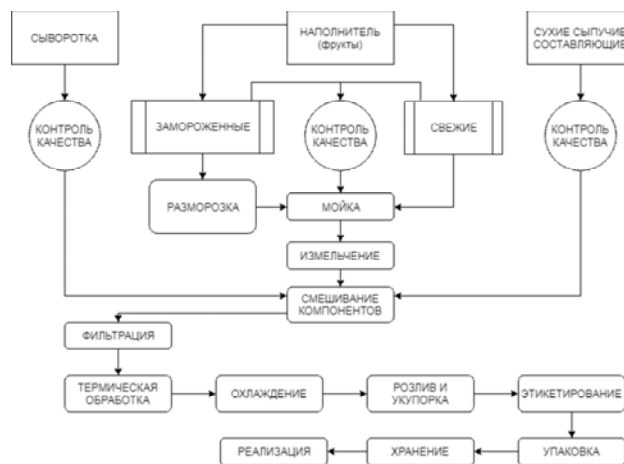 СЫВОРОТКА
НАПОЛНИТЕЛЬ
(фрукты)
СУХИЕ СЫПУЧИЕ
СОСТАВЛЯЮЩИЕ
КОНТРОЛЬ
КАЧЕСТВА
ЗАМОРОЖЕННЫЕ
КОНТРОЛЬ
КАЧЕСТВА
СВЕЖИЕ
КОНТРОЛЬ
КАЧЕСТВА
РАЗМОРОЗКА
МОЙКА
ИЗМЕЛЬЧЕНИЕ
СМЕШИВАНИЕ
КОМПОНЕНТОВ
ФИЛЬТРАЦИЯ
ТЕРМИЧЕСКАЯ
ОБРАБОТКА
ОХЛАЖДЕНИЕ
РОЗЛИВ И
УКУПОРКА
ЭТИКЕТИРОВАНИЕ
РЕАЛИЗАЦИЯ
ХРАНЕНИЕ
УПАКОВКА